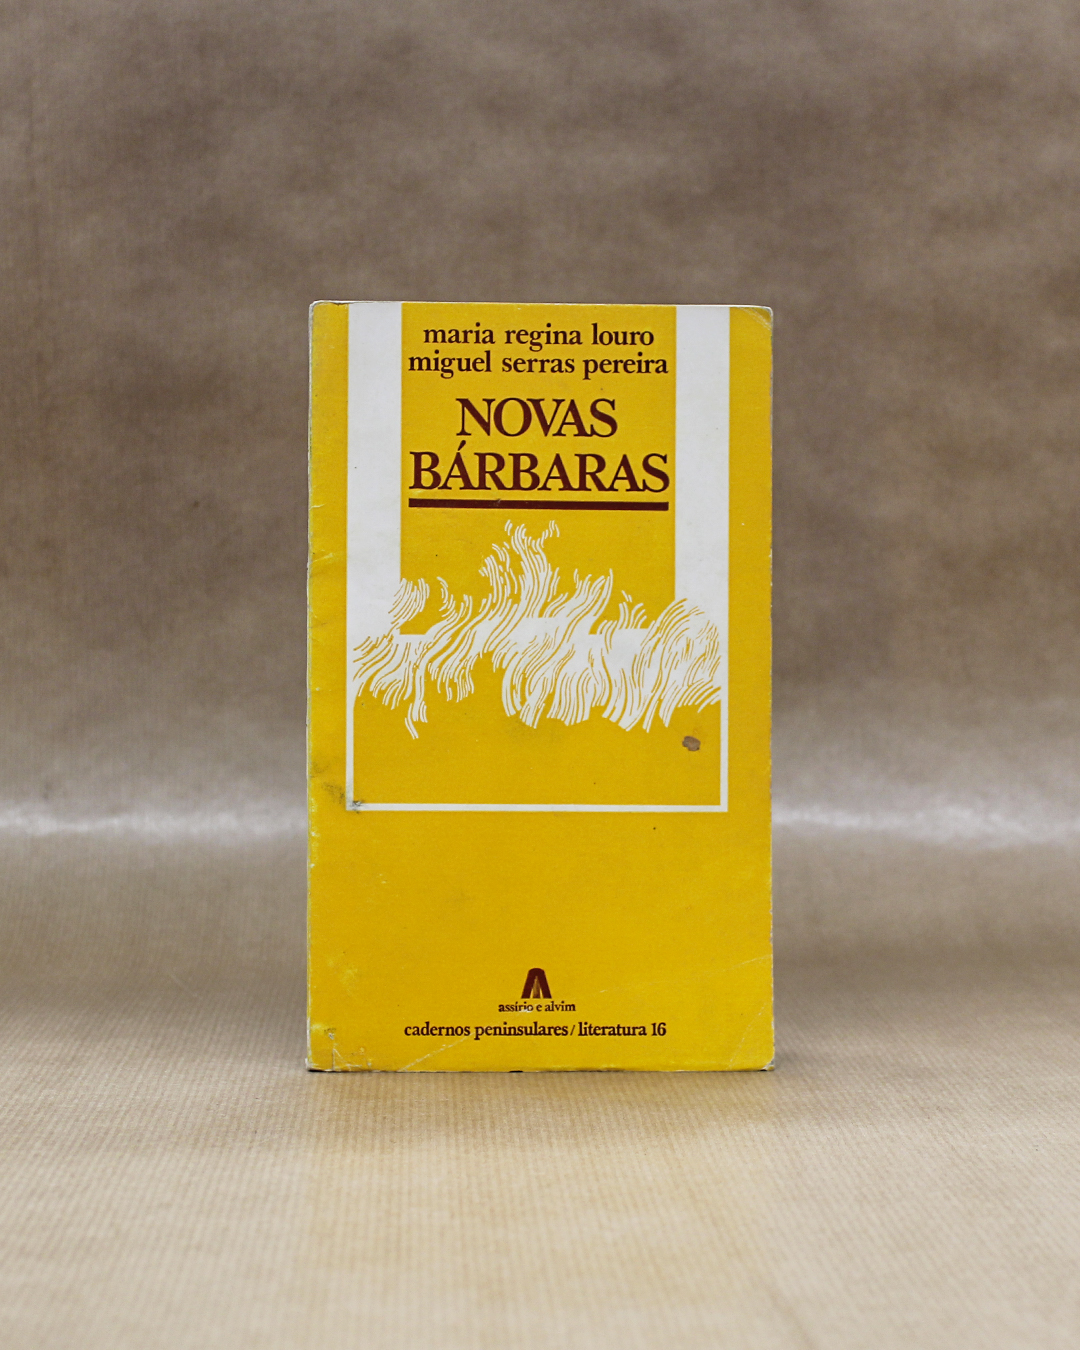 maria regina louro
miguel serras pereira
NOVAS
BÁRBARAS
assírio e alvim
cadernos peninsulares / literatura 16